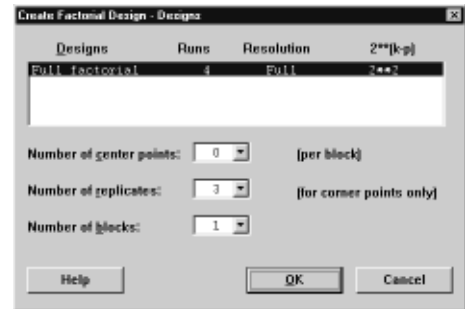 Create Factorial Design - Designs
Designs Runs Resolution 2**(k-p)
Full factorial 4 Full 2**2
Number of center points: 0 (per block)
Number of replicates: 3 (for corner points only)
Number of blocks: 1
Help OK Cancel